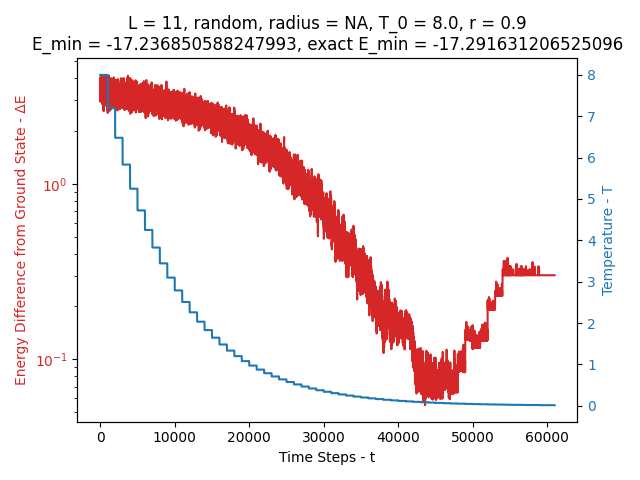 L = 11, random, radius = NA, T_0 = 8.0, r = 0.9
E_min = -17.236850588247993, exact E_min = -17.291631206525096
Energy Difference from Ground State - ΔE
10^0
10^{-1}
8
7
6
5
4
3
2
1
0
Temperature - T
0 10000 20000 30000 40000 50000 60000
Time Steps - t